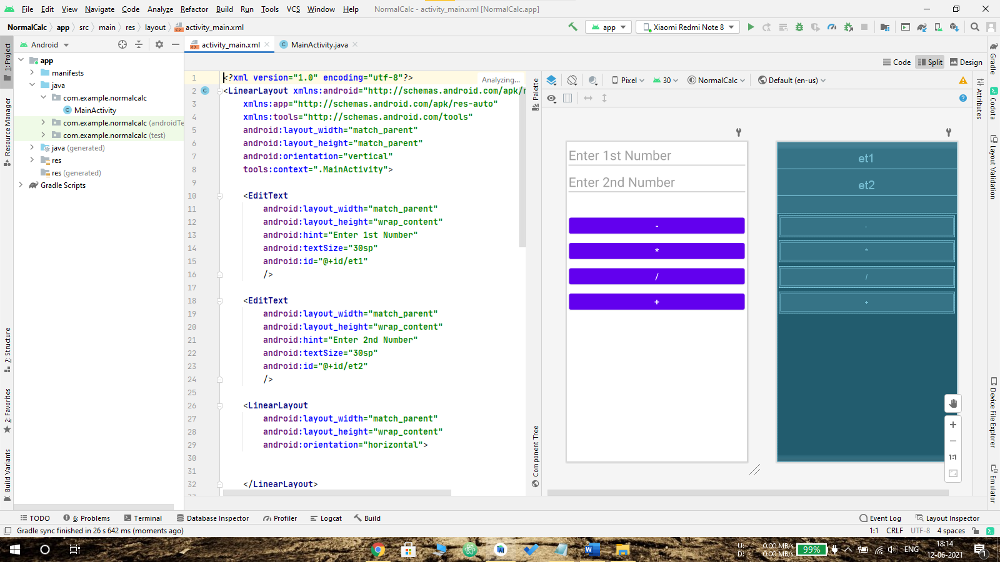 File Edit View Navigate Code Analyze Refactor Build Run Tools VCS Window Help NormalCalc - activity_main.xml [NormalCalc.app]
NormalCalc app src main res layout activity_main.xml app Xiaomi Redmi Note 8
1: Project
Resource Manager
7: Structure
2: Favorites
Build Variants
Android
app
manifests
java
com.example.normalcalc
MainActivity
com.example.normalcalc (androidTe
com.example.normalcalc (test)
java (generated)
res
res (generated)
Gradle Scripts
activity_main.xml MainActivity.java
Code Split Design
Analyzing...
1 <?xml version="1.0" encoding="utf-8"?>
2 <LinearLayout xmlns:android="http://schemas.android.com/apk/r
3 xmlns:app="http://schemas.android.com/apk/res-auto"
4 xmlns:tools="http://schemas.android.com/tools"
5 android:layout_width="match_parent"
6 android:layout_height="match_parent"
7 android:orientation="vertical"
8 tools:context=".MainActivity">
9
10 <EditText
11 android:layout_width="match_parent"
12 android:layout_height="wrap_content"
13 android:hint="Enter 1st Number"
14 android:textSize="30sp"
15 android:id="@+id/et1"
16 />
17
18 <EditText
19 android:layout_width="match_parent"
20 android:layout_height="wrap_content"
21 android:hint="Enter 2nd Number"
22 android:textSize="30sp"
23 android:id="@+id/et2"
24 />
25
26 <LinearLayout
27 android:layout_width="match_parent"
28 android:layout_height="wrap_content"
29 android:orientation="horizontal">
30
31
32 </LinearLayout>
Palette
Component Tree
Pixel 30 NormalCalc Default (en-us)
Enter 1st Number
Enter 2nd Number
-
*
/
+
et1
et2
-
*
/
+
1:1
Attributes
Gradle
Codota
Layout Validation
Device File Explorer
Emulator
TODO 6: Problems Terminal Database Inspector Profiler Logcat Build Event Log Layout Inspector
Gradle sync finished in 26 s 642 ms (moments ago) 1:1 CRLF UTF-8 4 spaces
U: 0.00 MB/s
D: 0.00 MB/s
99%
ENG
18:14
12-06-2021
1